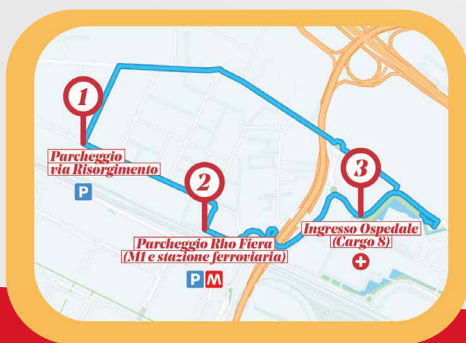 1
Parcheggio
via Risorgimento
P
2
Parcheggio Rho Fiera
(M1 e stazione ferroviaria)
P M
3
Ingresso Ospedale
(Cargo 8)